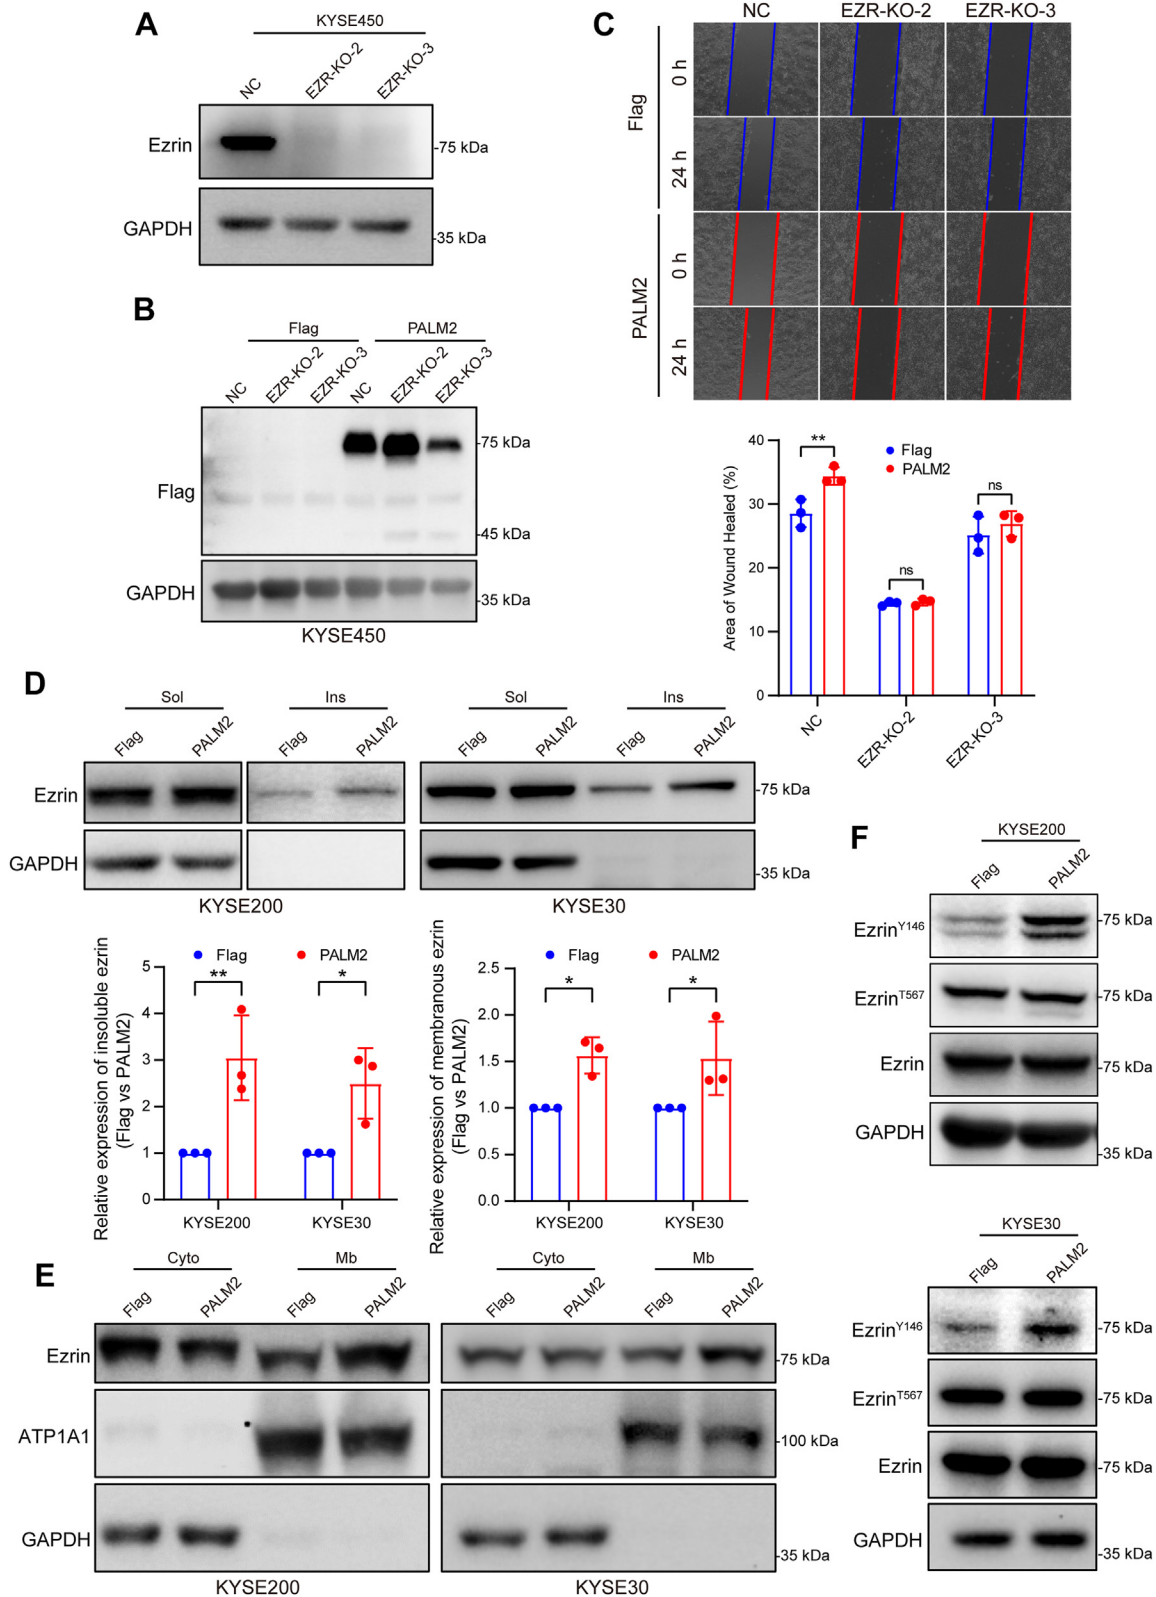 A
KYSE450
NC
EZR-KO-2
EZR-KO-3
Ezrin
-75 kDa
GAPDH
-35 kDa
B
Flag
PALM2
NC
EZR-KO-2
EZR-KO-3
NC
EZR-KO-2
EZR-KO-3
Flag
-75 kDa
-45 kDa
GAPDH
-35 kDa
KYSE450
C
NC
EZR-KO-2
EZR-KO-3
Flag
0 h
24 h
PALM2
0 h
24 h
Area of Wound Healed (%)
40
30
20
10
0
Flag
PALM2
**
ns
ns
NC
EZR-KO-2
EZR-KO-3
D
Sol
Ins
Sol
Ins
Flag
PALM2
Flag
PALM2
Flag
PALM2
Flag
PALM2
Ezrin
-75 kDa
GAPDH
-35 kDa
KYSE200
KYSE30
Relative expression of insoluble ezrin
(Flag vs PALM2)
5
4
3
2
1
0
Flag
PALM2
**
*
KYSE200
KYSE30
Relative expression of membranous ezrin
(Flag vs PALM2)
2.5
2.0
1.5
1.0
0.5
0.0
Flag
PALM2
*
*
KYSE200
KYSE30
E
Cyto
Mb
Cyto
Mb
Flag
PALM2
Flag
PALM2
Flag
PALM2
Flag
PALM2
Ezrin
-75 kDa
ATP1A1
-100 kDa
GAPDH
-35 kDa
KYSE200
KYSE30
F
KYSE200
Flag
PALM2
Ezrin^Y146
-75 kDa
Ezrin^T567
-75 kDa
Ezrin
-75 kDa
GAPDH
-35 kDa
KYSE30
Flag
PALM2
Ezrin^Y146
-75 kDa
Ezrin^T567
-75 kDa
Ezrin
-75 kDa
GAPDH
-35 kDa